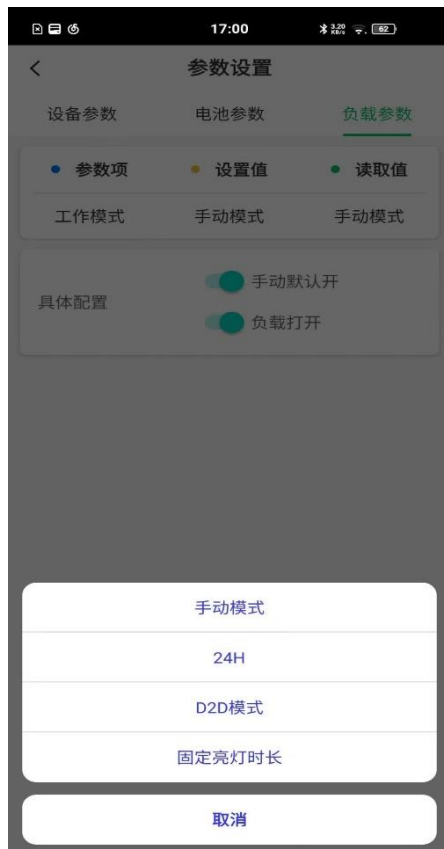 17:00
3.20
KB/s
62
参数设置
设备参数 电池参数 负载参数
参数项 设置值 读取值
工作模式 手动模式 手动模式
手动默认开
具体配置
负载打开
手动模式
24H
D2D模式
固定亮灯时长
取消